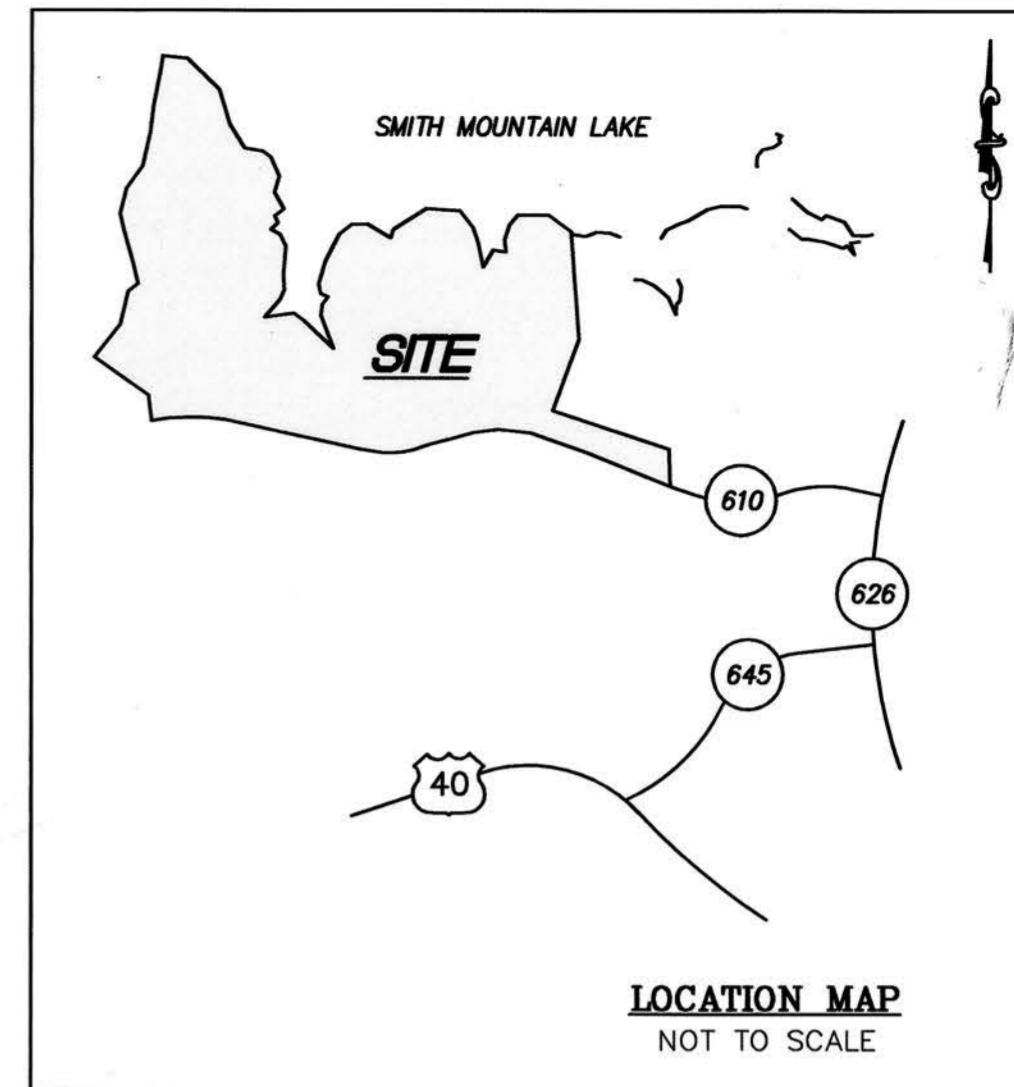 SMITH MOUNTAIN LAKE
SITE
610
626
645
40
LOCATION MAP
NOT TO SCALE